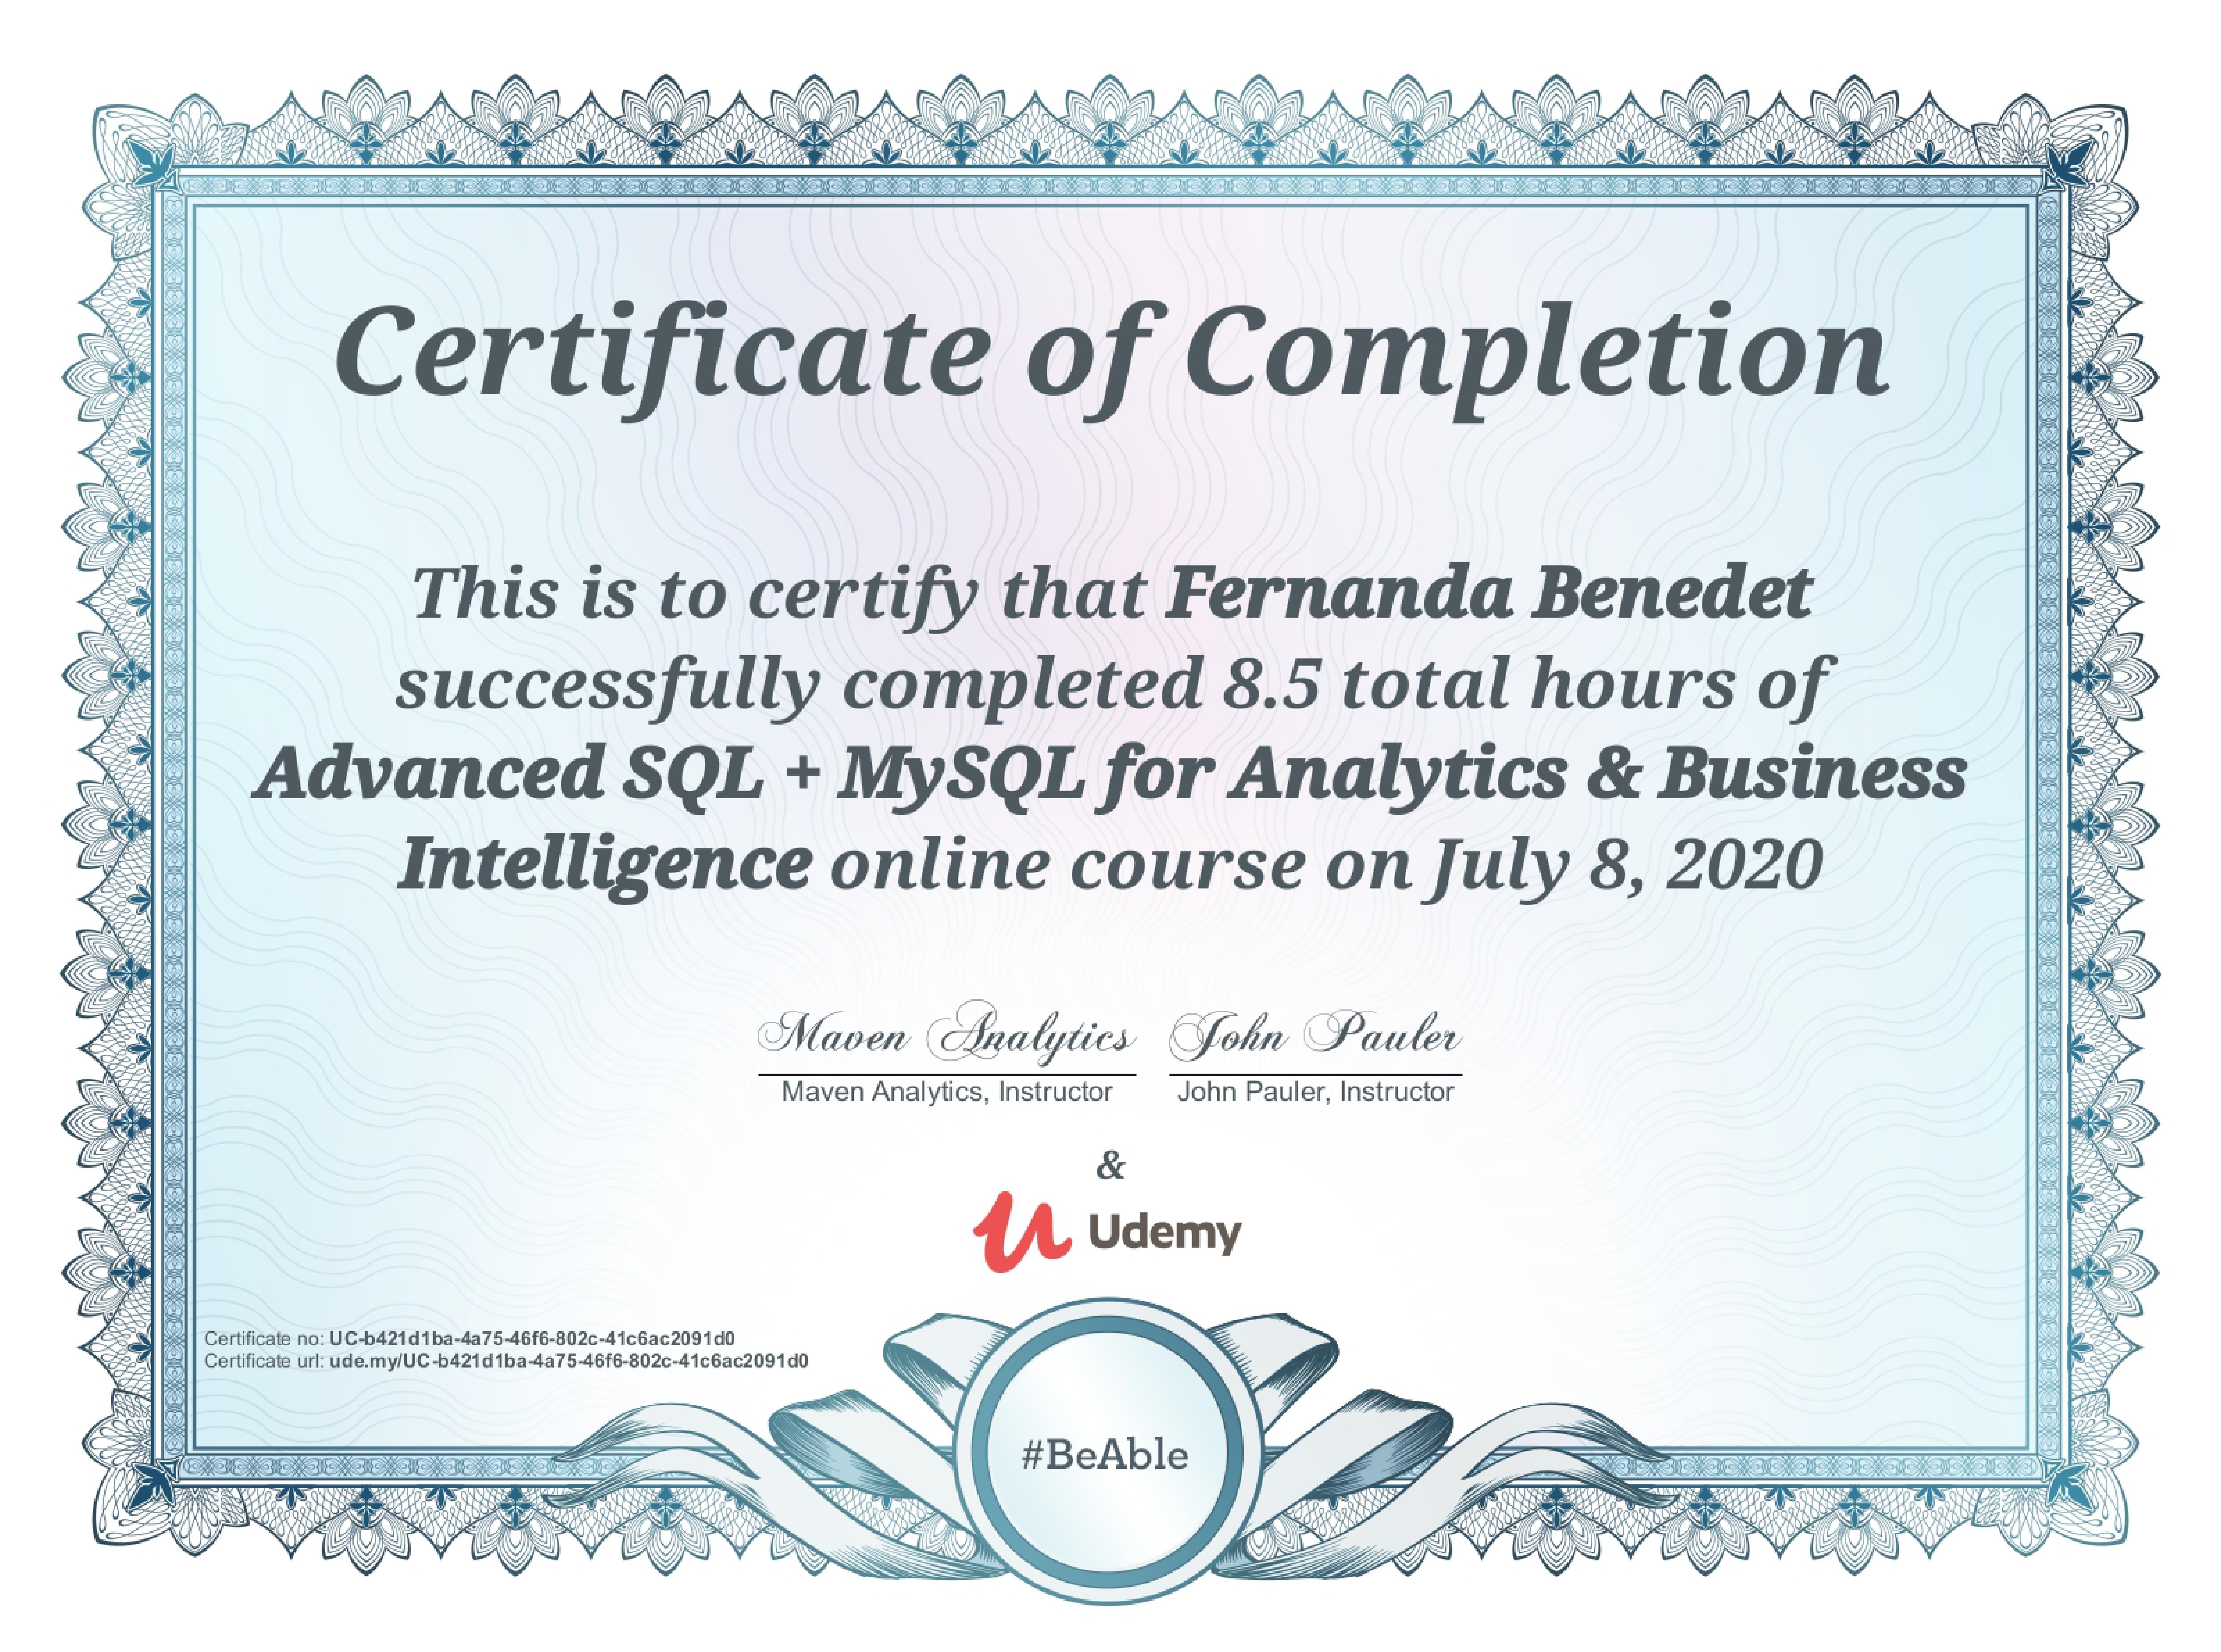 Certificate of Completion
This is to certify that Fernanda Benedet
successfully completed 8.5 total hours of
Advanced SQL + MySQL for Analytics & Business
Intelligence online course on July 8, 2020
Maven Analytics John Pauler
Maven Analytics, Instructor John Pauler, Instructor
&
Udemy
Certificate no: UC-b421d1ba-4a75-46f6-802c-41c6ac2091d0
Certificate url: ude.my/UC-b421d1ba-4a75-46f6-802c-41c6ac2091d0
#BeAble